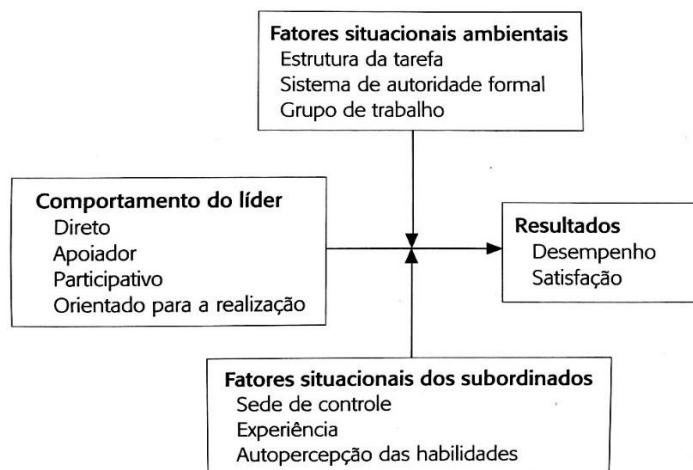 Fatores situacionais ambientais
Estrutura da tarefa
Sistema de autoridade formal
Grupo de trabalho
Comportamento do líder
Direto
Apoiador
Participativo
Orientado para a realização
Resultados
Desempenho
Satisfação
Fatores situacionais dos subordinados
Sede de controle
Experiência
Autopercepção das habilidades